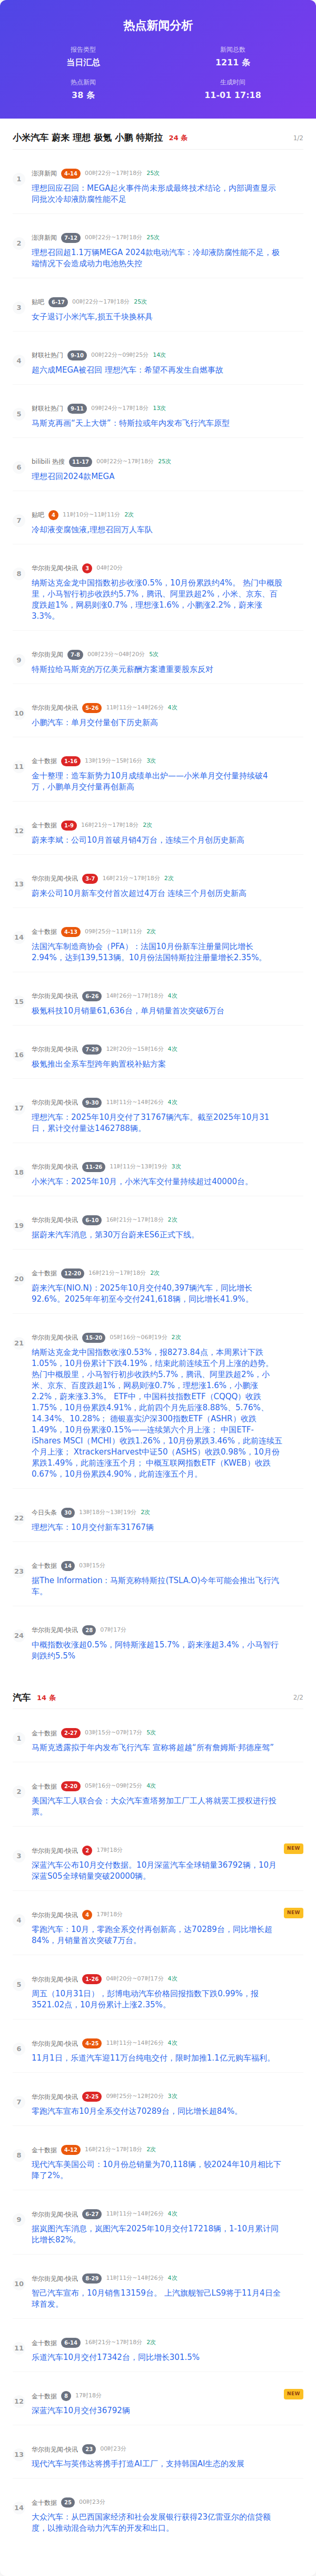 热点新闻分析
报告类型
新闻总数
当日汇总
1211 条
热点新闻
生成时间
38 条
11-01 17:18
小米汽车 蔚来 理想 极氪 小鹏 特斯拉 24 条 1/2
1 澎湃新闻 4-14 00时22分~17时18分 25次
理想回应召回：MEGA起火事件尚未形成最终技术结论，内部调查显示
同批次冷却液防腐性能不足
2 澎湃新闻 7-12 00时22分~17时18分 25次
理想召回超1.1万辆MEGA 2024款电动汽车：冷却液防腐性能不足，极
端情况下会造成动力电池热失控
3 贴吧 6-17 00时22分~17时18分 25次
女子退订小米汽车,损五千块换杯具
4 财联社热门 9-10 00时22分~09时25分 14次
超六成MEGA被召回 理想汽车：希望不再发生自燃事故
5 财联社热门 9-11 09时24分~17时18分 13次
马斯克再画“天上大饼”：特斯拉或年内发布飞行汽车原型
6 bilibili 热搜 11-17 00时22分~17时18分 25次
理想召回2024款MEGA
7 贴吧 4 11时10分~11时11分 2次
冷却液变腐蚀液,理想召回万人车队
8 华尔街见闻-快讯 3 04时20分
纳斯达克金龙中国指数初步收涨0.5%，10月份累跌约4%。 热门中概股
里，小马智行初步收跌约5.7%，腾讯、阿里跌超2%，小米、京东、百
度跌超1%，网易则涨0.7%，理想涨1.6%，小鹏涨2.2%，蔚来涨
3.3%。
9 华尔街见闻 7-8 00时23分~04时20分 5次
特斯拉给马斯克的万亿美元薪酬方案遭重要股东反对
10 华尔街见闻-快讯 5-26 11时11分~14时26分 4次
小鹏汽车：单月交付量创下历史新高
11 金十数据 1-16 13时19分~15时16分 3次
金十整理：造车新势力10月成绩单出炉——小米单月交付量持续破4
万，小鹏单月交付量再创新高
12 金十数据 1-9 16时21分~17时18分 2次
蔚来李斌：公司10月首破月销4万台，连续三个月创历史新高
13 华尔街见闻-快讯 3-7 16时21分~17时18分 2次
蔚来公司10月新车交付首次超过4万台 连续三个月创历史新高
14 金十数据 4-13 09时25分~11时11分 2次
法国汽车制造商协会（PFA）：法国10月份新车注册量同比增长
2.94%，达到139,513辆。10月份法国特斯拉注册量增长2.35%。
15 华尔街见闻-快讯 6-26 14时26分~17时18分 4次
极氪科技10月销量61,636台，单月销量首次突破6万台
16 华尔街见闻-快讯 7-29 12时20分~15时16分 4次
极氪推出全系车型跨年购置税补贴方案
17 华尔街见闻-快讯 9-30 11时11分~14时26分 4次
理想汽车：2025年10月交付了31767辆汽车。截至2025年10月31
日，累计交付量达1462788辆。
18 华尔街见闻-快讯 11-26 11时11分~13时19分 3次
小米汽车：2025年10月，小米汽车交付量持续超过40000台。
19 华尔街见闻-快讯 6-10 16时21分~17时18分 2次
据蔚来汽车消息，第30万台蔚来ES6正式下线。
20 金十数据 12-20 16时21分~17时18分 2次
蔚来汽车(NIO.N)：2025年10月交付40,397辆汽车，同比增长
92.6%。2025年年初至今交付241,618辆，同比增长41.9%。
21 华尔街见闻-快讯 15-20 05时16分~06时19分 2次
纳斯达克金龙中国指数收涨0.53%，报8273.84点，本周累计下跌
1.05%，10月份累计下跌4.19%，结束此前连续五个月上涨的趋势。
热门中概股里，小马智行初步收跌约5.7%，腾讯、阿里跌超2%，小
米、京东、百度跌超1%，网易则涨0.7%，理想涨1.6%，小鹏涨
2.2%，蔚来涨3.3%。 ETF中，中国科技指数ETF（CQQQ）收跌
1.75%，10月份累跌4.91%，此前四个月先后涨8.88%、5.76%、
14.34%、10.28%； 德银嘉实沪深300指数ETF（ASHR）收跌
1.49%，10月份累涨0.15%——连续第六个月上涨； 中国ETF-
iShares MSCI（MCHI）收跌1.26%，10月份累跌3.46%，此前连续五
个月上涨； XtrackersHarvest中证50（ASHS）收跌0.98%，10月份
累跌1.49%，此前连涨五个月； 中概互联网指数ETF（KWEB）收跌
0.67%，10月份累跌4.90%，此前连涨五个月。
22 今日头条 30 13时18分~13时19分 2次
理想汽车：10月交付新车31767辆
23 金十数据 14 03时15分
据The Information：马斯克称特斯拉(TSLA.O)今年可能会推出飞行汽
车。
24 华尔街见闻-快讯 28 07时17分
中概指数收涨超0.5%，阿特斯涨超15.7%，蔚来涨超3.4%，小马智行
则跌约5.5%
汽车 14 条 2/2
1 金十数据 2-27 03时15分~07时17分 5次
马斯克透露拟于年内发布飞行汽车 宣称将超越“所有詹姆斯·邦德座驾”
2 金十数据 2-20 05时16分~09时25分 4次
美国汽车工人联合会：大众汽车查塔努加工厂工人将就罢工授权进行投
票。
3 华尔街见闻-快讯 2 17时18分 NEW
深蓝汽车公布10月交付数据。10月深蓝汽车全球销量36792辆，10月
深蓝S05全球销量突破20000辆。
4 华尔街见闻-快讯 4 17时18分 NEW
零跑汽车：10月，零跑全系交付再创新高，达70289台，同比增长超
84%，月销量首次突破7万台。
5 华尔街见闻-快讯 1-26 04时20分~07时17分 4次
周五（10月31日），彭博电动汽车价格回报指数下跌0.99%，报
3521.02点，10月份累计上涨2.35%。
6 华尔街见闻-快讯 4-25 11时11分~14时26分 4次
11月1日，乐道汽车迎11万台纯电交付，限时加推1.1亿元购车福利。
7 华尔街见闻-快讯 2-25 09时25分~12时20分 3次
零跑汽车宣布10月全系交付达70289台，同比增长超84%。
8 金十数据 4-12 16时21分~17时18分 2次
现代汽车美国公司：10月份总销量为70,118辆，较2024年10月相比下
降了2%。
9 华尔街见闻-快讯 6-27 11时11分~14时26分 4次
据岚图汽车消息，岚图汽车2025年10月交付17218辆，1-10月累计同
比增长82%。
10 华尔街见闻-快讯 8-29 11时11分~14时26分 4次
智己汽车宣布，10月销售13159台。 上汽旗舰智己LS9将于11月4日全
球首发。
11 金十数据 6-14 16时21分~17时18分 2次
乐道汽车10月交付17342台，同比增长301.5%
12 金十数据 8 17时18分 NEW
深蓝汽车10月交付36792辆
13 华尔街见闻-快讯 23 00时23分
现代汽车与英伟达将携手打造AI工厂，支持韩国AI生态的发展
14 金十数据 25 00时23分
大众汽车：从巴西国家经济和社会发展银行获得23亿雷亚尔的信贷额
度，以推动混合动力汽车的开发和出口。